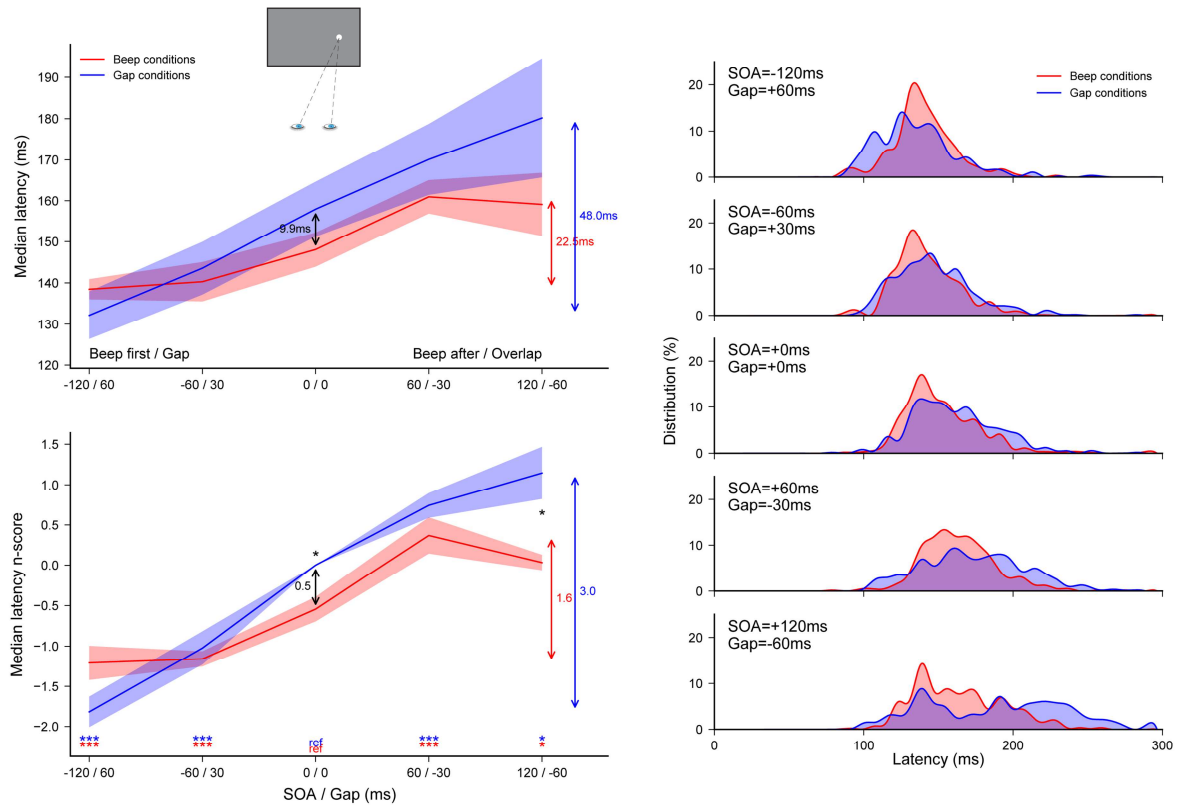 Beep conditions
Gap conditions
Median latency (ms)
190
180
170
160
150
140
130
120
9.9ms
48.0ms
22.5ms
Beep first / Gap
Beep after / Overlap
-120 / 60
-60 / 30
0 / 0
60 / -30
120 / -60
Median latency n-score
1.5
1.0
0.5
0.0
−0.5
−1.0
−1.5
−2.0
*
*
0.5
1.6
3.0
***
***
ref
***
*
***
***
ref
***
*
-120 / 60
-60 / 30
0 / 0
60 / -30
120 / -60
SOA / Gap (ms)
Distribution (%)
SOA=-120ms
Gap=+60ms
Beep conditions
Gap conditions
20
10
0
SOA=-60ms
Gap=+30ms
20
10
0
SOA=+0ms
Gap=+0ms
20
10
0
SOA=+60ms
Gap=-30ms
20
10
0
SOA=+120ms
Gap=-60ms
20
10
0
0
100
200
300
Latency (ms)